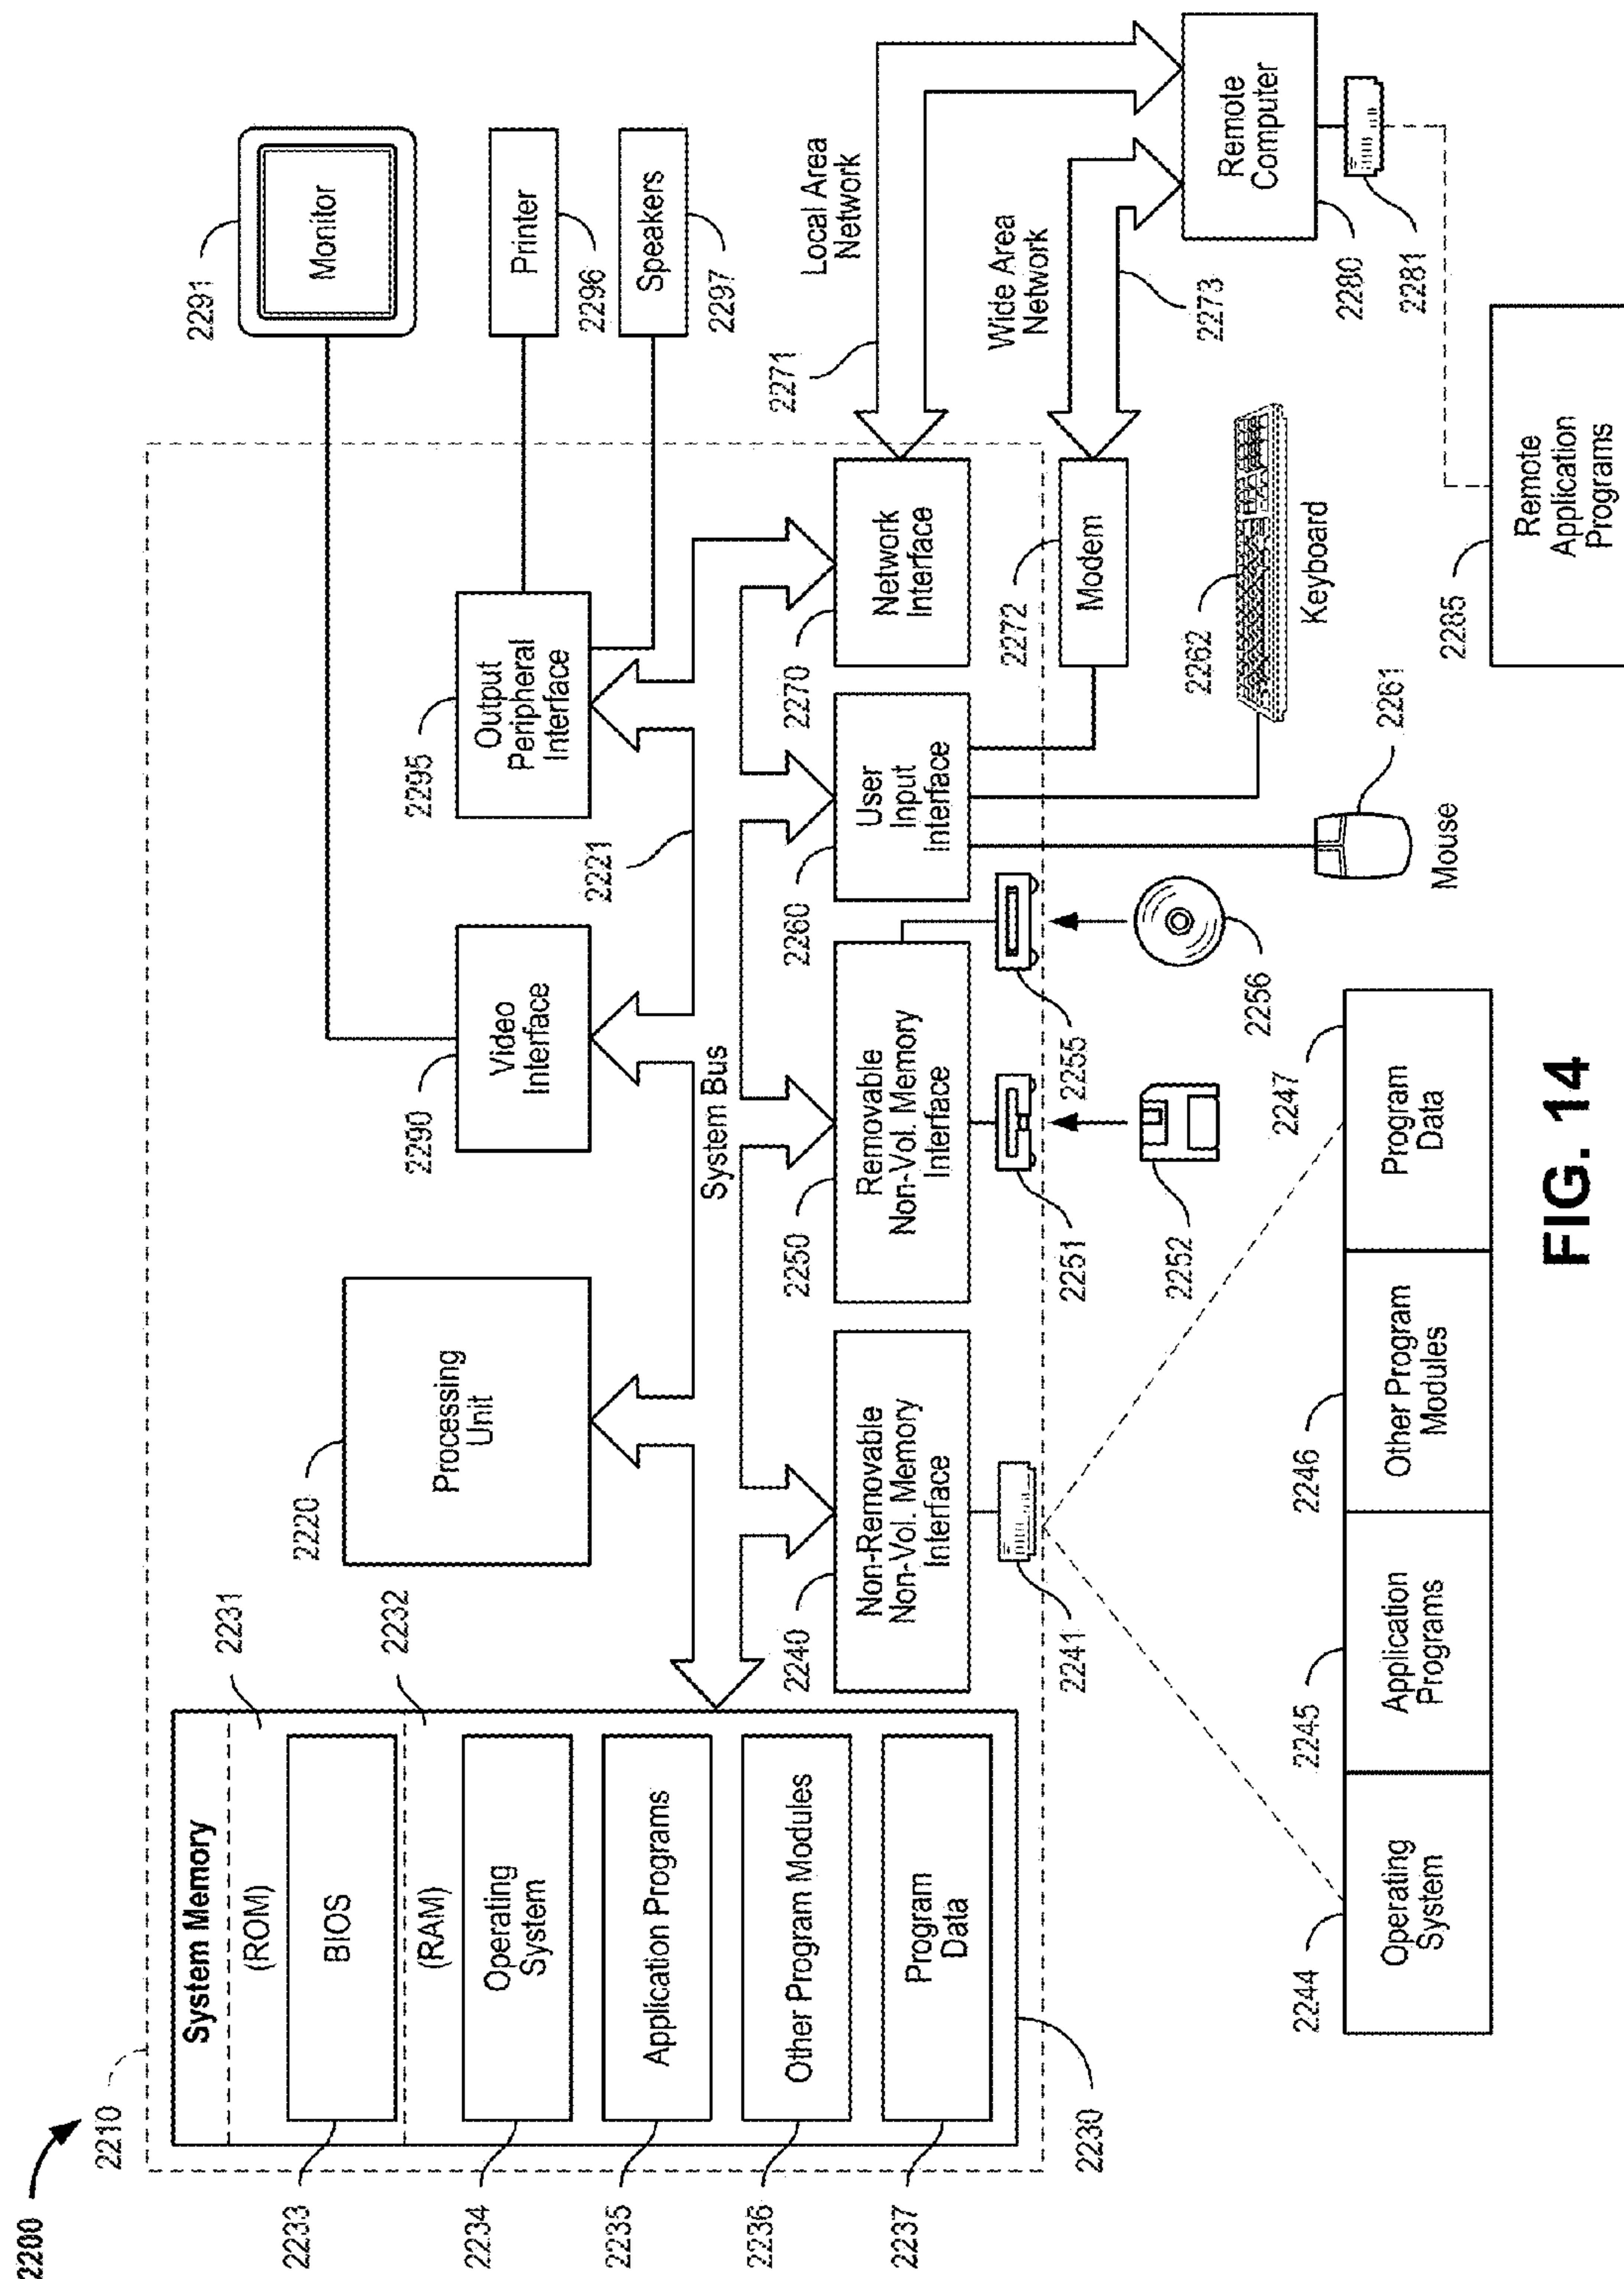 2200
2210
System Memory
(ROM)
2231
BIOS
2233
(RAM)
2232
Operating
System
2234
Application Programs
2235
Other Program Modules
2236
Program
Data
2237
2230
2220
Processing
Unit
2290
Video
Interface
2295
Output
Peripheral
Interface
2291
Monitor
Printer
2296
Speakers
2297
2221
System Bus
2240
Non-Removable
Non-Vol. Memory
Interface
2250
Removable
Non-Vol. Memory
Interface
2260
User
Input
Interface
2270
Network
Interface
2271
Local Area
Network
2272
Modem
Wide Area
Network
2273
Remote
Computer
2280
2281
2241
2251
2255
2252
2256
Mouse
2261
2262
Keyboard
2285
Remote
Application
Programs
2244
Operating
System
2245
Application
Programs
2246
Other Program
Modules
2247
Program
Data
FIG. 14